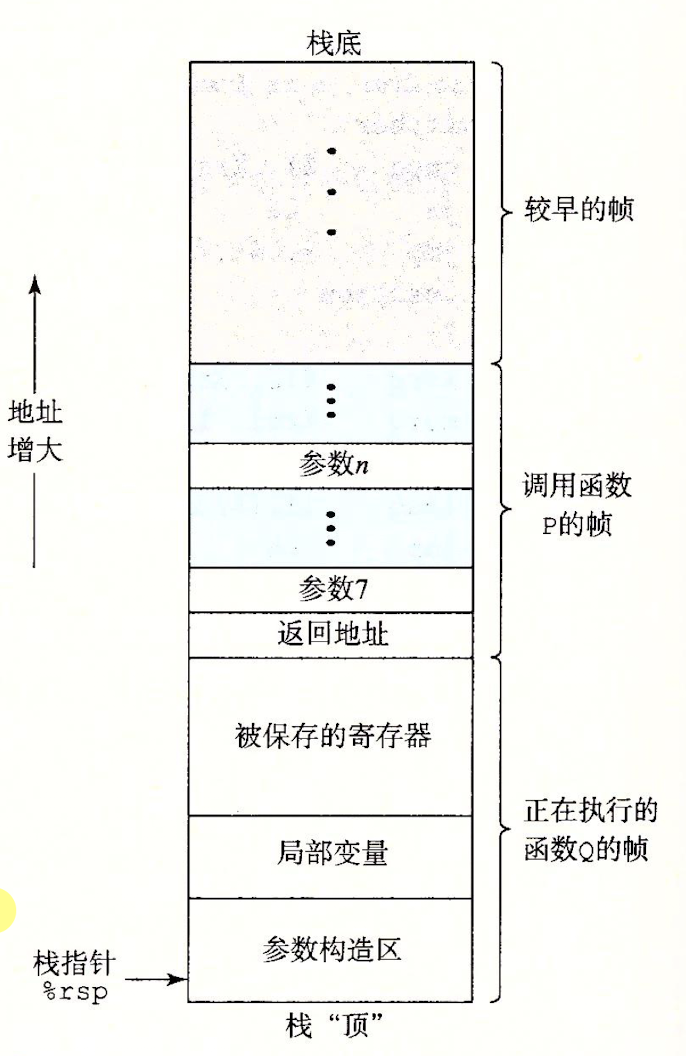 栈底
较早的帧
地址
增大
参数n
调用函数
P的帧
参数7
返回地址
被保存的寄存器
正在执行的
函数Q的帧
局部变量
参数构造区
栈指针
%rsp
栈“顶”